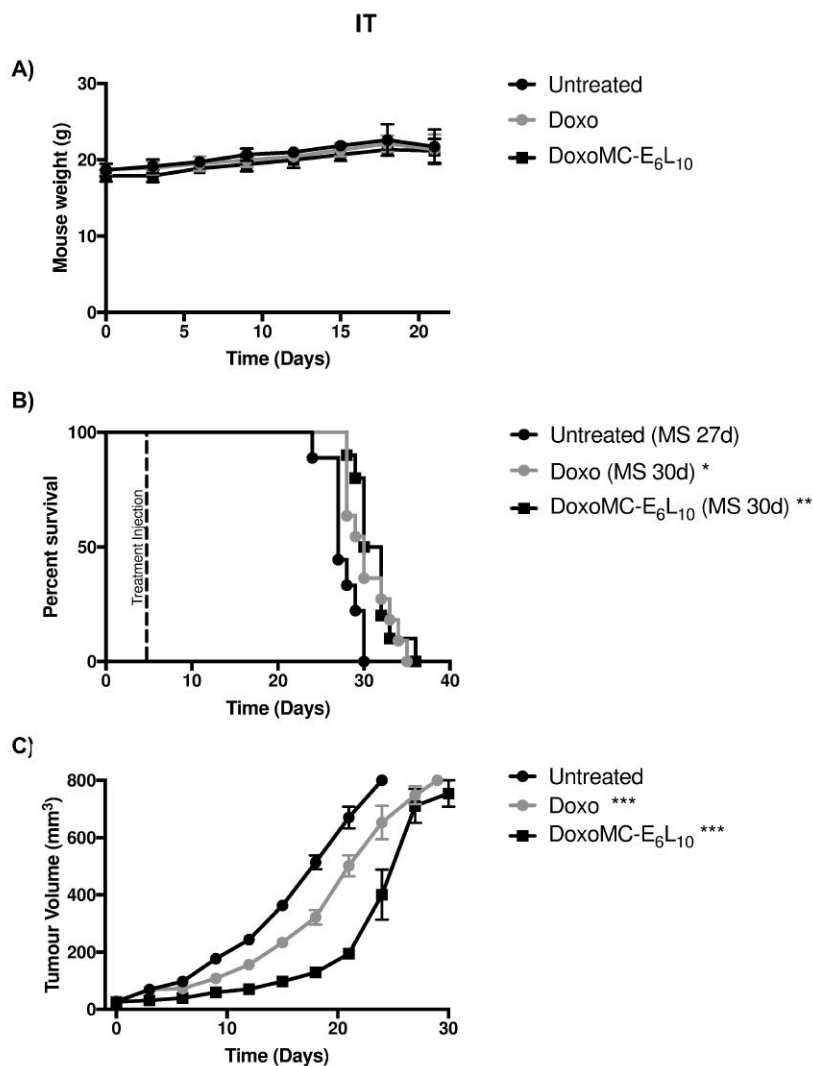 IT
A)
Mouse weight (g)
30
20
10
0
0 5 10 15 20
Time (Days)
Untreated
Doxo
DoxoMC-E₆L₁₀
B)
Percent survival
100
50
0
Treatment Injection
0 10 20 30 40
Time (Days)
Untreated (MS 27d)
Doxo (MS 30d) *
DoxoMC-E₆L₁₀ (MS 30d) **
C)
Tumour Volume (mm³)
800
600
400
200
0
0 10 20 30
Time (Days)
Untreated
Doxo ***
DoxoMC-E₆L₁₀ ***